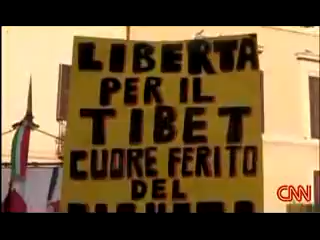 LIBERTA
PER IL
TIBET
CUORE FERITO
DEL
CNN